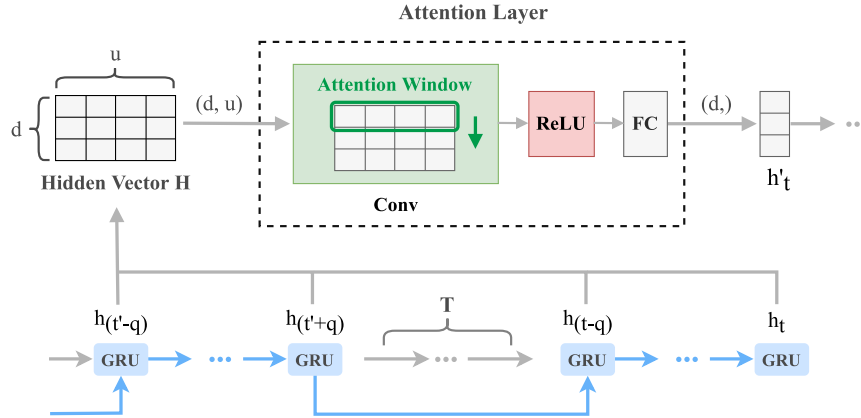 Attention Layer
u
d
(d, u)
Attention Window
ReLU
FC
(d,)
Hidden Vector H
Conv
h't
T
h(t'-q)
h(t'+q)
h(t-q)
ht
GRU
GRU
GRU
GRU